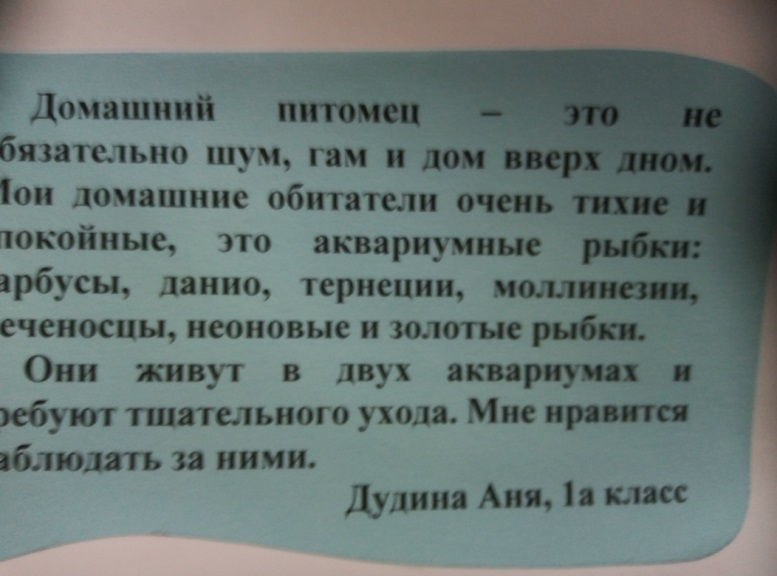 Домашний питомец – это не
бязательно шум, гам и дом вверх дном.
Мои домашние обитатели очень тихие и
покойные, это аквариумные рыбки:
арбусы, данио, тернеции, моллинезии,
еченосцы, неоновые и золотые рыбки.
Они живут в двух аквариумах и
ребуют тщательного ухода. Мне нравится
аблюдать за ними.
Дудина Аня, 1а класс